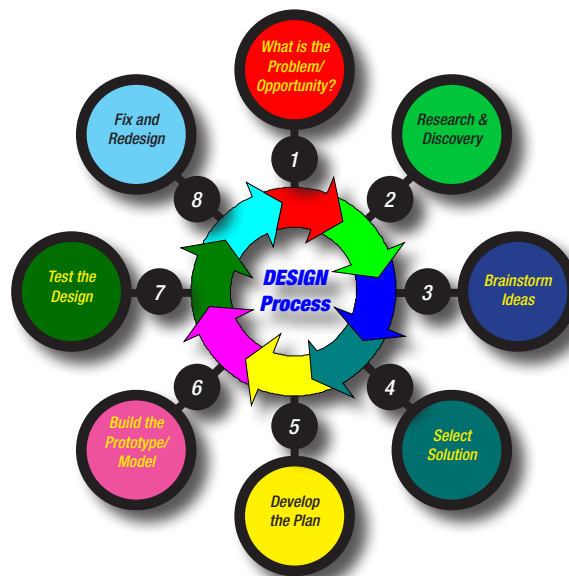 What is the
Problem/
Opportunity?
1
Research &
Discovery
2
Brainstorm
Ideas
3
Select
Solution
4
Develop
the Plan
5
Build the
Prototype/
Model
6
Test the
Design
7
Fix and
Redesign
8
DESIGN
Process